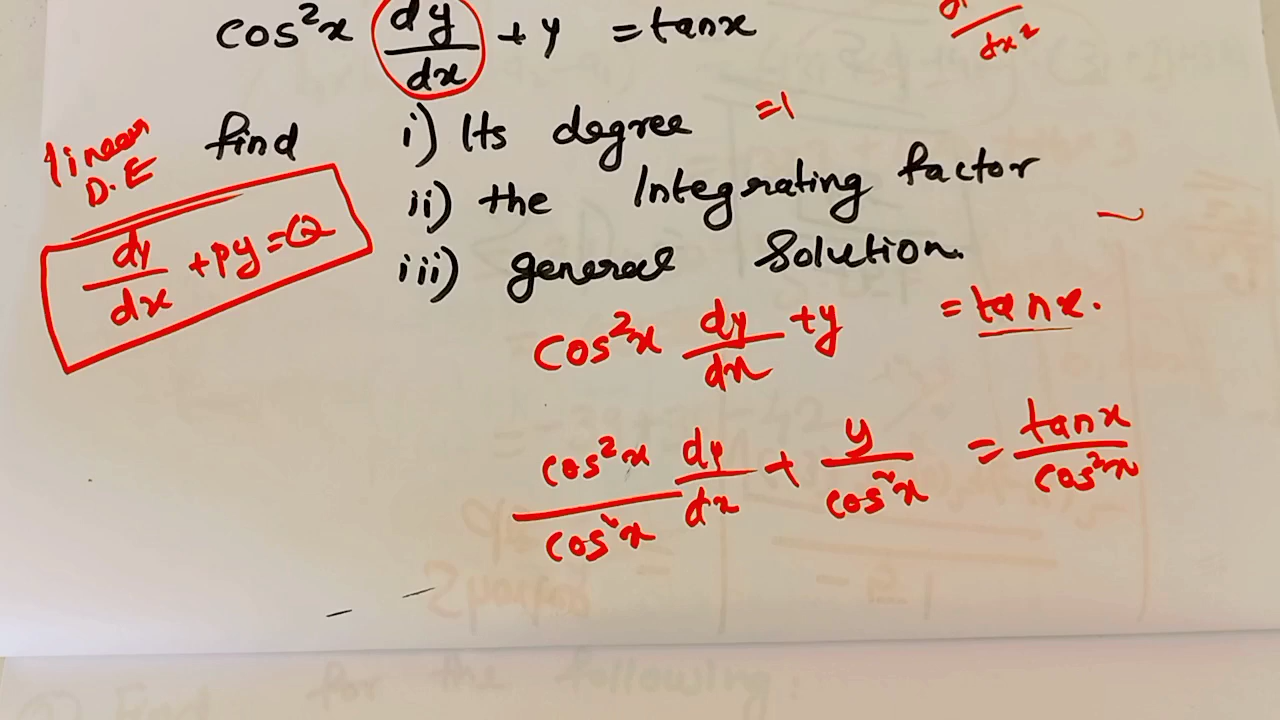 cos²x dy/dx + y = tanx
dx²
linear D.E
find i) Its degree =1
ii) the Integrating factor
iii) general Solution.
dy/dx + py = Q
cos²x dy/dx + y = tanx.
cos²x/cos²x dy/dx + y/cos²x = tanx/cos²x